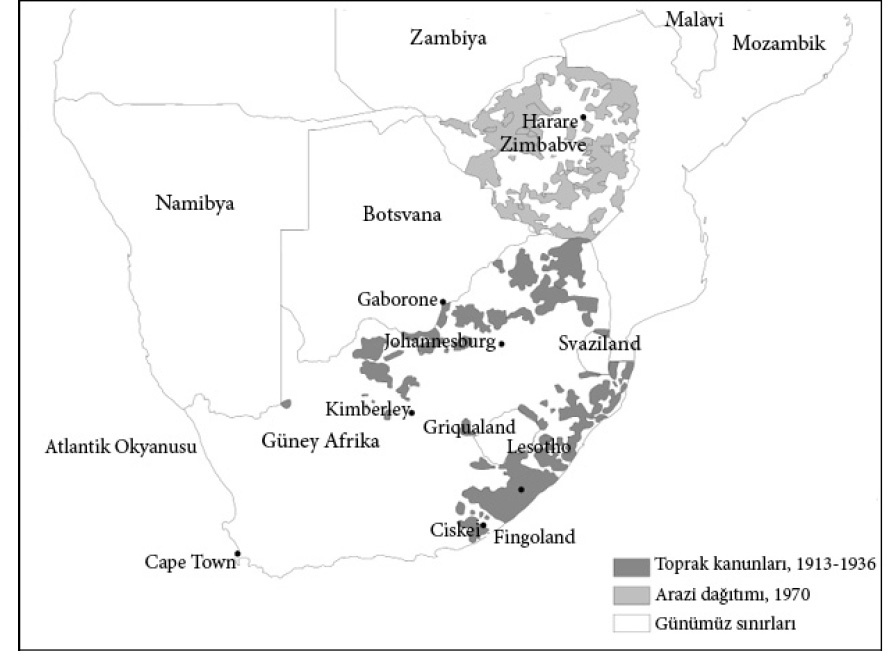 Malavi
Zambiya
Mozambik
Harare
Zimbabve
Namibya
Botsvana
Gaborone
Johannesburg
Svaziland
Kimberley
Griqualand
Güney Afrika
Atlantik Okyanusu
Lesotho
Ciskei
Fingoland
Cape Town
Toprak kanunları, 1913-1936
Arazi dağıtımı, 1970
Günümüz sınırları